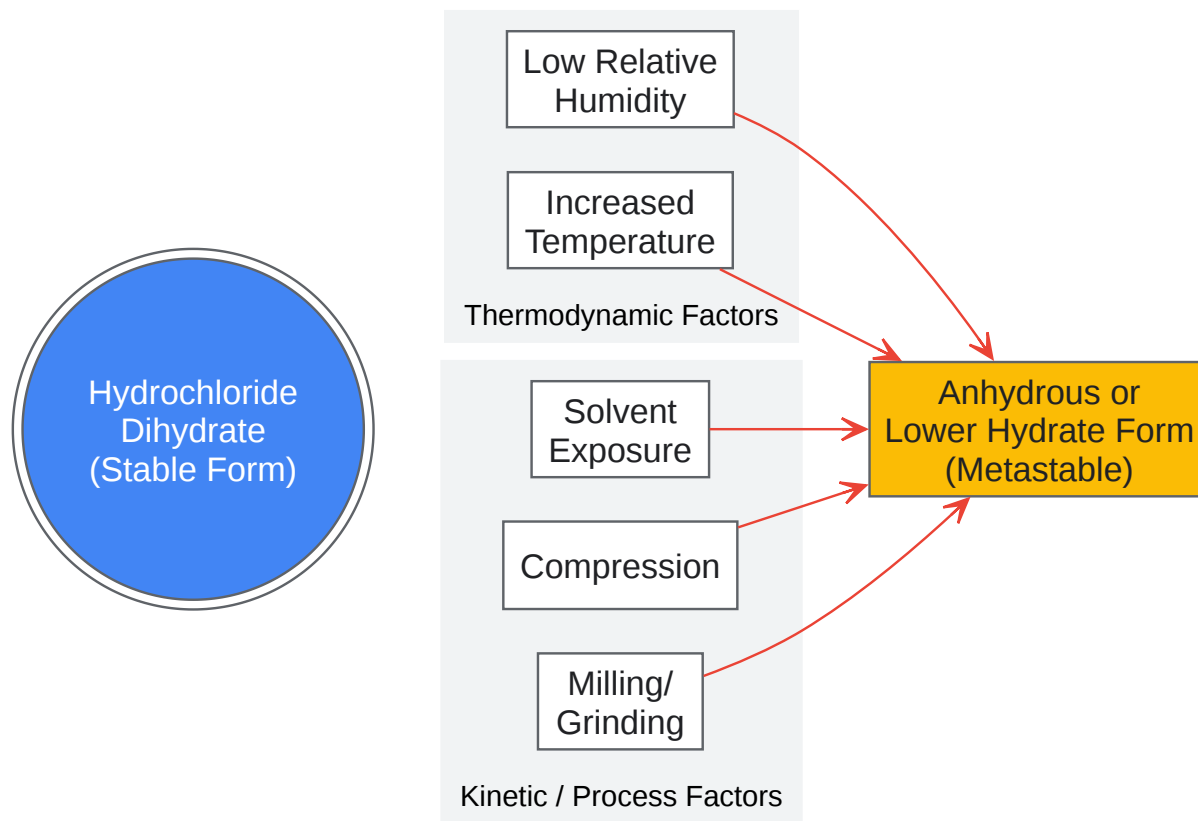 Hydrochloride
Dihydrate
(Stable Form)
Low Relative
Humidity
Increased
Temperature
Thermodynamic Factors
Solvent
Exposure
Compression
Milling/
Grinding
Kinetic / Process Factors
Anhydrous or
Lower Hydrate Form
(Metastable)